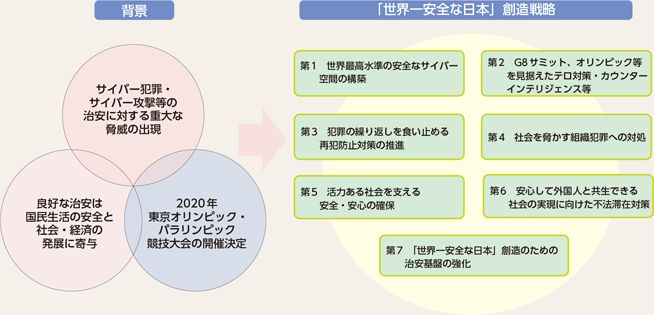 背景
サイバー犯罪・
サイバー攻撃等の
治安に対する重大な
脅威の出現
良好な治安は
国民生活の安全と
社会・経済の
発展に寄与
2020年
東京オリンピック・
パラリンピック
競技大会の開催決定
「世界一安全な日本」創造戦略
第1 世界最高水準の安全なサイバー
空間の構築
第2 G8サミット、オリンピック等
を見据えたテロ対策・カウンター
インテリジェンス等
第3 犯罪の繰り返しを食い止める
再犯防止対策の推進
第4 社会を脅かす組織犯罪への対処
第5 活力ある社会を支える
安全・安心の確保
第6 安心して外国人と共生できる
社会の実現に向けた不法滞在対策
第7 「世界一安全な日本」創造のための
治安基盤の強化